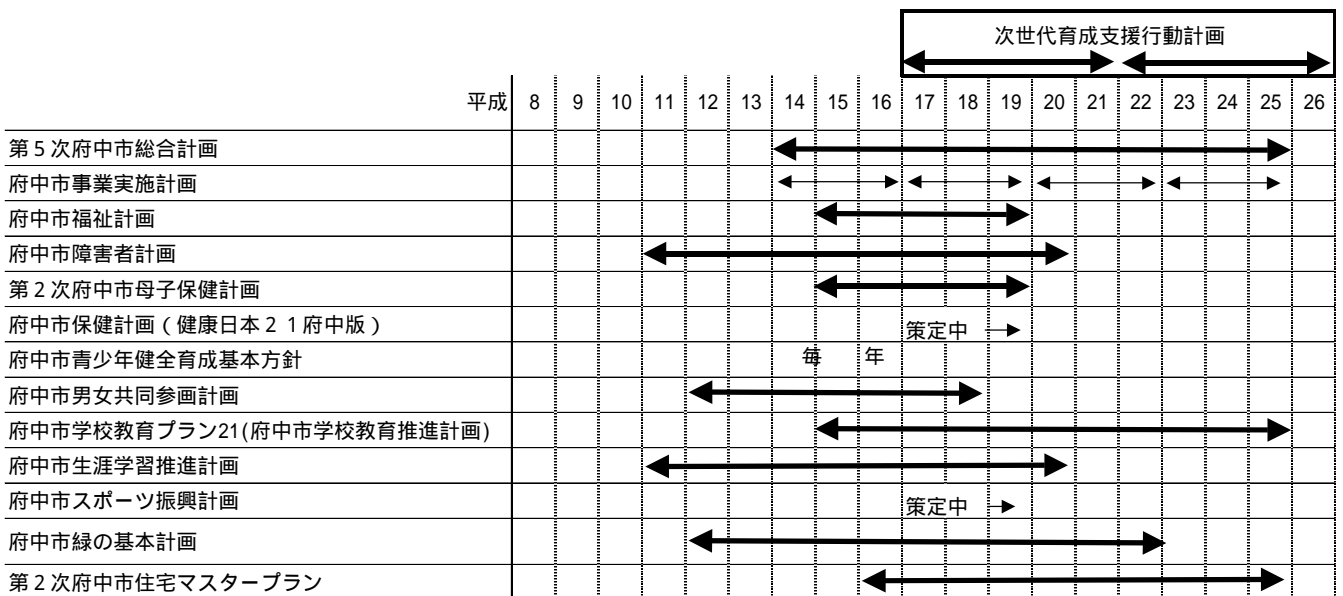 次世代育成支援行動計画
平成 8 9 10 11 12 13 14 15 16 17 18 19 20 21 22 23 24 25 26
第５次府中市総合計画
府中市事業実施計画
府中市福祉計画
府中市障害者計画
第２次府中市母子保健計画
府中市保健計画（健康日本２１府中版） 策定中
府中市青少年健全育成基本方針 毎 年
府中市男女共同参画計画
府中市学校教育プラン21(府中市学校教育推進計画)
府中市生涯学習推進計画
府中市スポーツ振興計画 策定中
府中市緑の基本計画
第２次府中市住宅マスタープラン